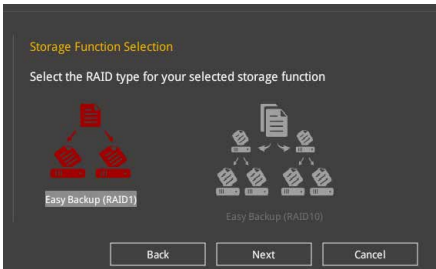 Storage Function Selection
Select the RAID type for your selected storage function
Easy Backup (RAID1)
Easy Backup (RAID10)
Back
Next
Cancel